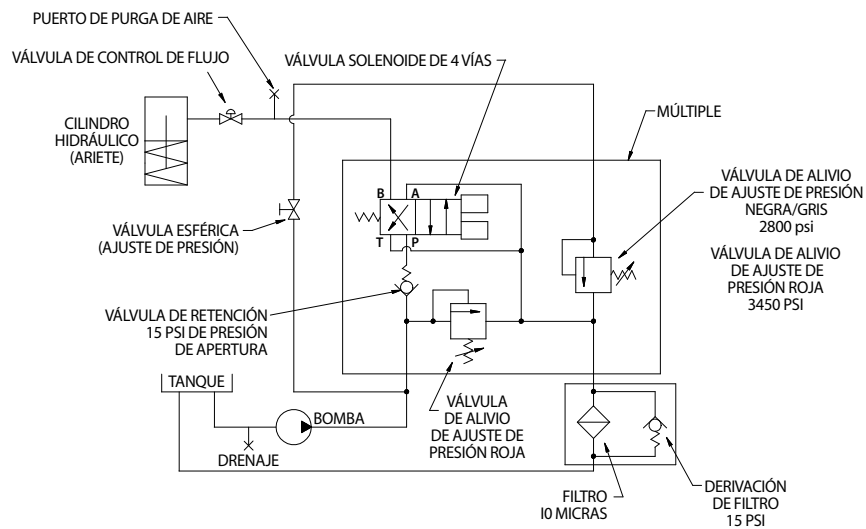 PUERTO DE PURGA DE AIRE
VÁLVULA DE CONTROL DE FLUJO
VÁLVULA SOLENOIDE DE 4 VÍAS
MÚLTIPLE
CILINDRO
HIDRÁULICO
(ARIETE)
B A
T P
VÁLVULA DE ALIVIO
DE AJUSTE DE PRESIÓN
NEGRA/GRIS
2800 psi
VÁLVULA DE ALIVIO
DE AJUSTE DE
PRESIÓN ROJA
3450 PSI
VÁLVULA ESFÉRICA
(AJUSTE DE PRESIÓN)
VÁLVULA DE RETENCIÓN
15 PSI DE PRESIÓN
DE APERTURA
TANQUE
BOMBA
DRENAJE
VÁLVULA
DE ALIVIO
DE AJUSTE DE
PRESIÓN ROJA
FILTRO
I0 MICRAS
DERIVACIÓN
DE FILTRO
15 PSI